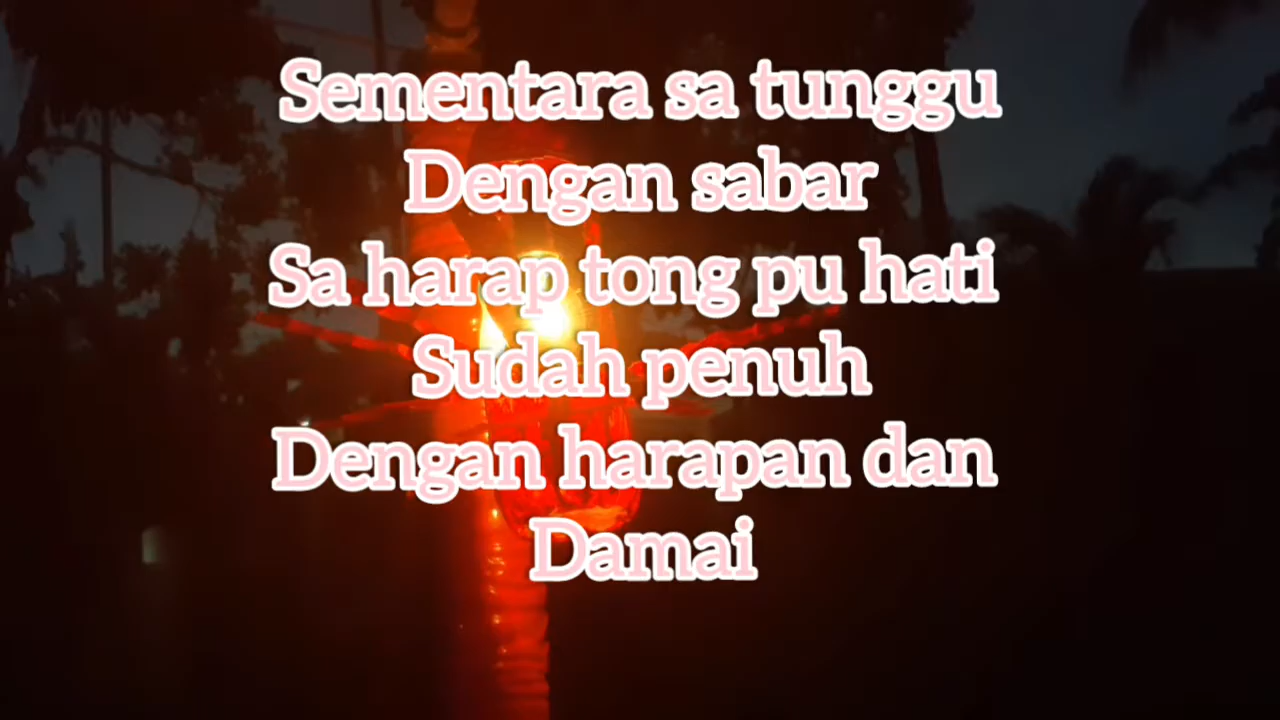 Sementara sa tunggu
Dengan sabar
Sa harap tong pu hati
Sudah penuh
Dengan harapan dan
Damai